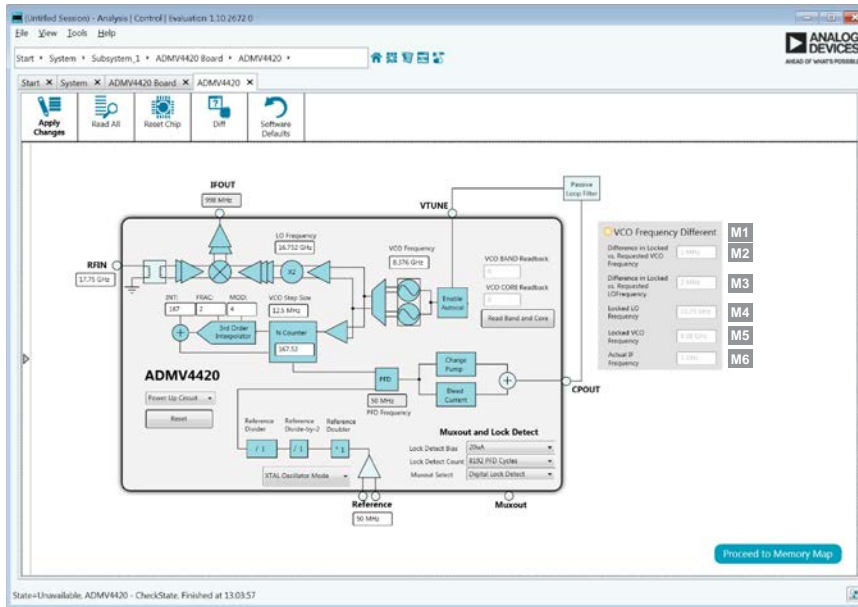 (Untitled Session) - Analysis | Control | Evaluation 1.10.2672.0
File View Tools Help
Start System Subsystem_1 ADMV4420 Board ADMV4420
ANALOG
DEVICES
AHEAD OF WHAT'S POSSIBLE
Start System ADMV4420 Board ADMV4420
Apply
Changes
Read All
Reset Chip
Diff
Software
Defaults
IFOUT
998 MHz
VTUNE
Passive
Loop Filter
RFIN
17.75 GHz
LO Frequency
16.752 GHz
X2
VCO Frequency
8.376 GHz
VCO BAND Readback
0
VCO CORE Readback
0
Read Band and Core
Enable
Autocal
INT: FRAC: MOD:
167 2 4
VCO Step Size
12.5 MHz
3rd Order
Interpolator
N Counter
167.52
VCO Frequency Different M1
Difference in Locked
vs. Requested VCO
Frequency
M2
Difference in Locked
vs. Requested
LOFrequency
M3
Locked LO
Frequency
M4
Locked VCO
Frequency
M5
Actual IF
Frequency
M6
ADMV4420
Power Up Circuit
Reset
PFD
50 MHz
PFD Frequency
Charge
Pump
Bleed
Current
CPOUT
Reference
Divider
Reference
Divide-by-2
Reference
Doubler
/ 1
/ 1
* 1
XTAL Oscillator Mode
Muxout and Lock Detect
Lock Detect Bias 20uA
Lock Detect Count 8192 PFD Cycles
Muxout Select Digital Lock Detect
Reference
50 MHz
Muxout
Proceed to Memory Map
State=Unavailable, ADMV4420 - CheckState, Finished at 13:03:57